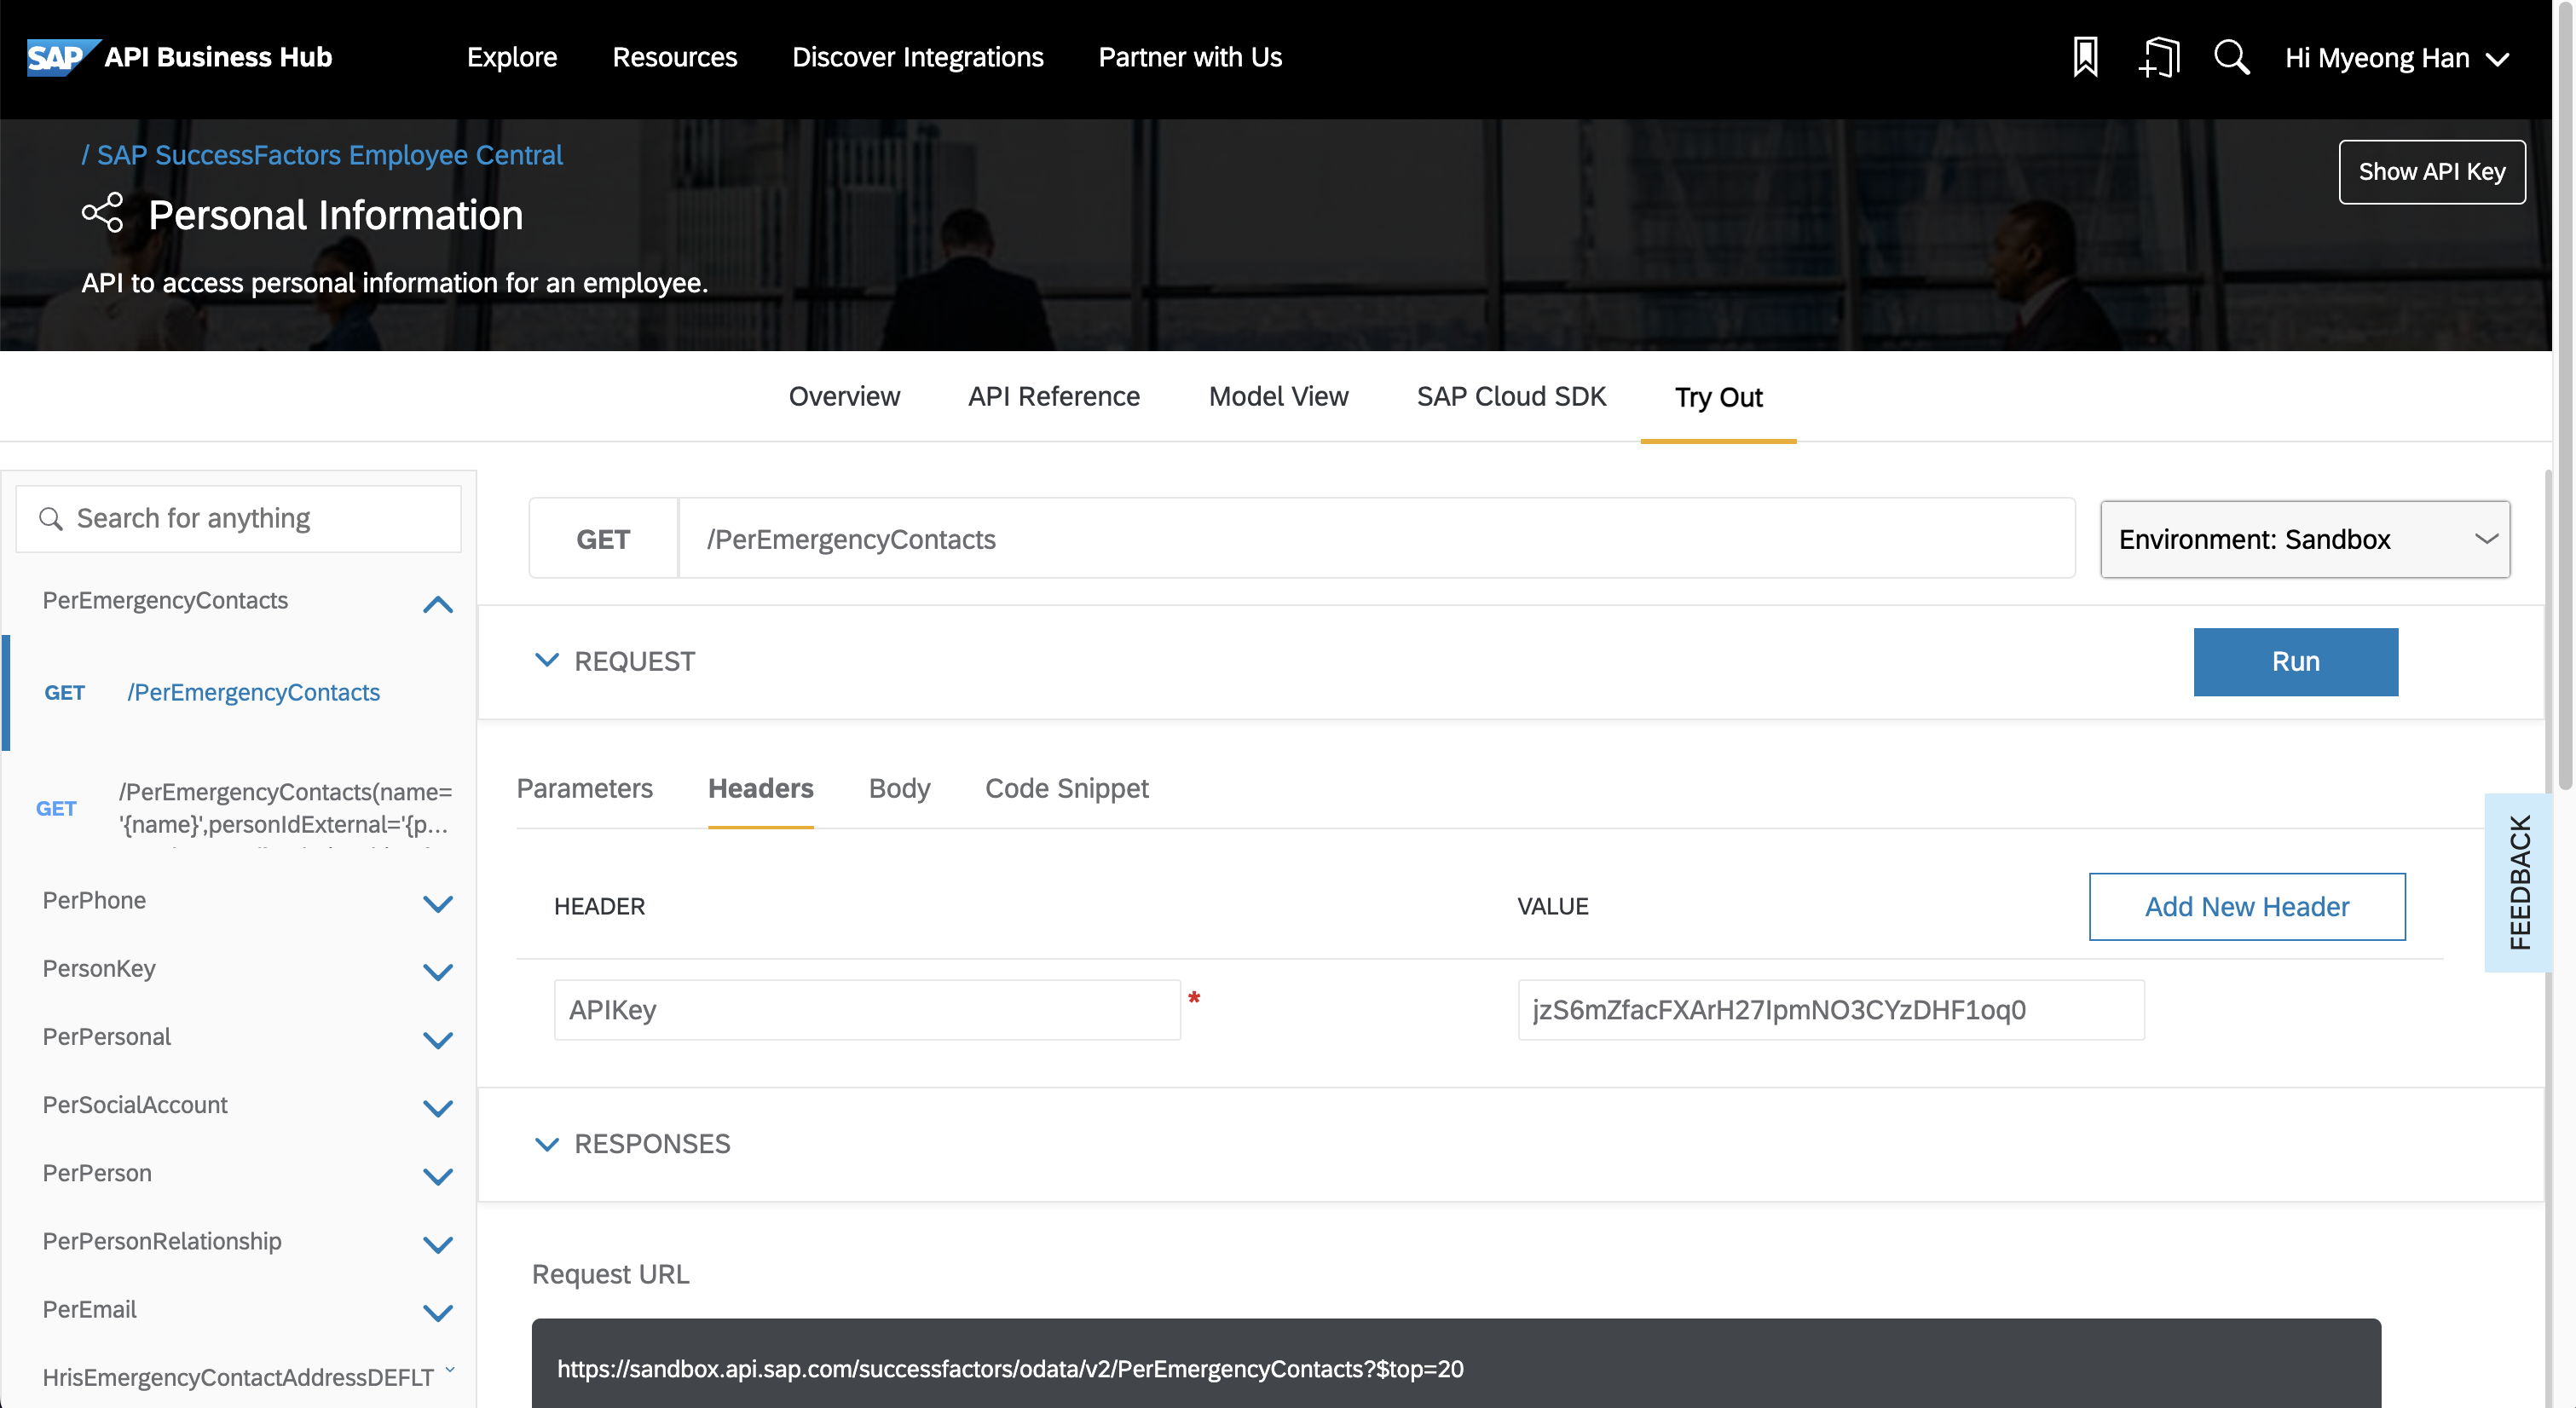 SAP API Business Hub
Explore
Resources
Discover Integrations
Partner with Us
Hi Myeong Han
/ SAP SuccessFactors Employee Central
Show API Key
Personal Information
API to access personal information for an employee.
Overview
API Reference
Model View
SAP Cloud SDK
Try Out
Search for anything
PerEmergencyContacts
GET /PerEmergencyContacts
GET /PerEmergencyContacts(name=
'{name}',personIdExternal='{p...
PerPhone
PersonKey
PerPersonal
PerSocialAccount
PerPerson
PerPersonRelationship
PerEmail
HrisEmergencyContactAddressDEFLT
GET /PerEmergencyContacts
Environment: Sandbox
REQUEST
Run
Parameters
Headers
Body
Code Snippet
HEADER
VALUE
Add New Header
APIKey *
jzS6mZfacFXArH27IpmNO3CYzDHF1oq0
RESPONSES
Request URL
https://sandbox.api.sap.com/successfactors/odata/v2/PerEmergencyContacts?$top=20
FEEDBACK